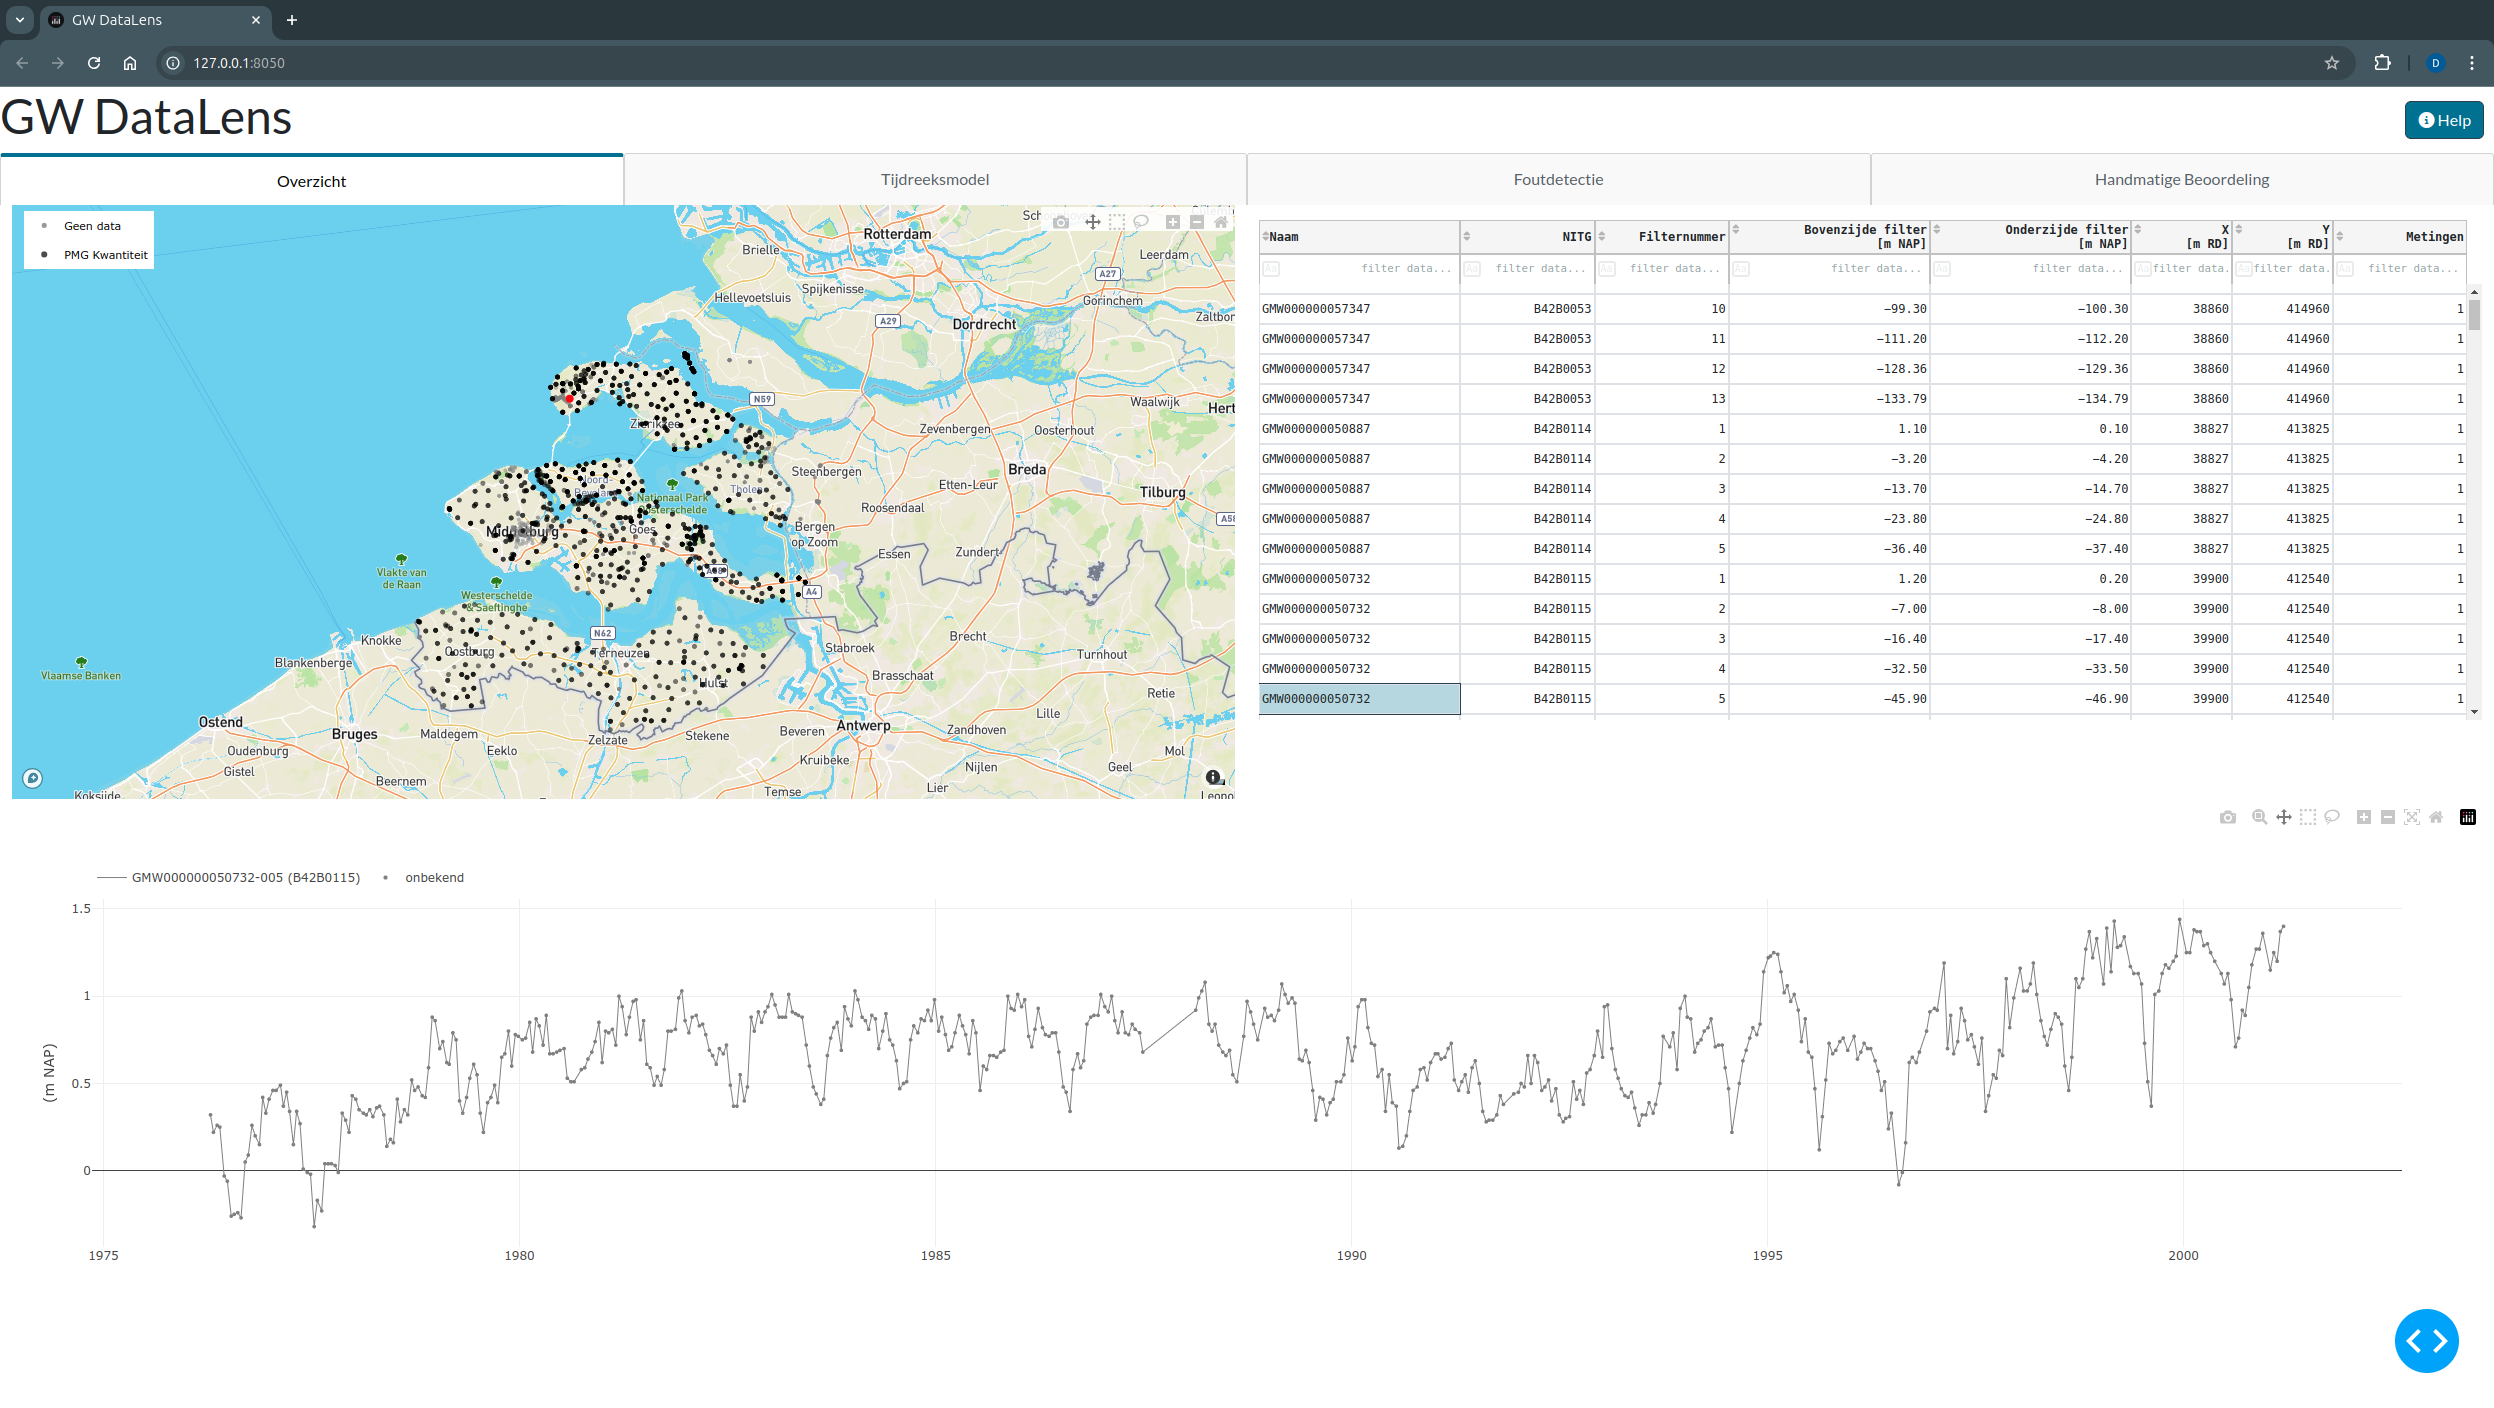 GW DataLens
127.0.0.1:8050
GW DataLens
Help
Overzicht
Tijdreeksmodel
Foutdetectie
Handmatige Beoordeling
Geen data
PMG Kwantiteit
Rotterdam
Brielle
Leerdam
A27
Spijkenisse
Hellevoetsluis
Gorinchem
A29
Dordrecht
Zaltbor
N59
Waalwijk
Hert
Zevenbergen
Oosterhout
Steenbergen
Breda
Etten-Leur
Tholen
Nationaal Park
Oosterschelde
Tilburg
Roosendaal
Middelburg
Goes
Bergen
op Zoom
Essen
Zundert
Vlakte van
de Raan
Westerschelde
& Saeftinghe
A4
N62
Knokke
Brecht
Oostburg
Terneuzen
Stabroek
Turnhout
Blankenberge
Vlaamse Banken
Hulst
Brasschaat
Retie
Ostend
Lille
Bruges
Maldegem
Zelzate
Stekene
Beveren
Antwerp
Zandhoven
Oudenburg
Eeklo
Mol
Gistel
Kruibeke
Nijlen
Geel
Beernem
Temse
Lier
Koksijde
Naam NITG Filternummer Bovenzijde filter [m NAP] Onderzijde filter [m NAP] X [m RD] Y [m RD] Metingen
filter data... filter data... filter data... filter data... filter data... filter data. filter data. filter data...
GMW000000057347 B42B0053 10 −99.30 −100.30 38860 414960 1
GMW000000057347 B42B0053 11 −111.20 −112.20 38860 414960 1
GMW000000057347 B42B0053 12 −128.36 −129.36 38860 414960 1
GMW000000057347 B42B0053 13 −133.79 −134.79 38860 414960 1
GMW000000050887 B42B0114 1 1.10 0.10 38827 413825 1
GMW000000050887 B42B0114 2 −3.20 −4.20 38827 413825 1
GMW000000050887 B42B0114 3 −13.70 −14.70 38827 413825 1
GMW000000050887 B42B0114 4 −23.80 −24.80 38827 413825 1
GMW000000050887 B42B0114 5 −36.40 −37.40 38827 413825 1
GMW000000050732 B42B0115 1 1.20 0.20 39900 412540 1
GMW000000050732 B42B0115 2 −7.00 −8.00 39900 412540 1
GMW000000050732 B42B0115 3 −16.40 −17.40 39900 412540 1
GMW000000050732 B42B0115 4 −32.50 −33.50 39900 412540 1
GMW000000050732 B42B0115 5 −45.90 −46.90 39900 412540 1
GMW000000050732-005 (B42B0115) onbekend
(m NAP)
1.5
1
0.5
0
1975 1980 1985 1990 1995 2000